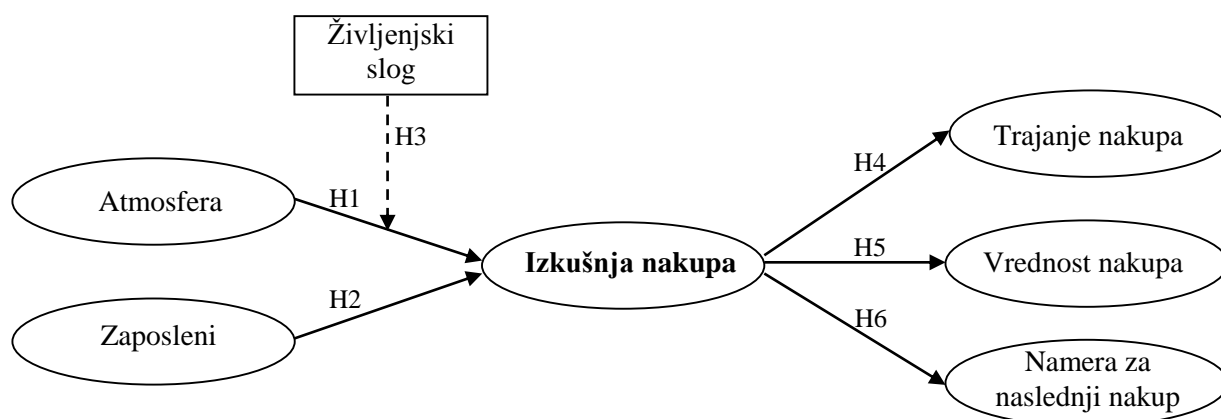 Življenjski
slog
H3
Trajanje nakupa
H4
Atmosfera
H1
Izkušnja nakupa
H5
Vrednost nakupa
H2
Zaposleni
H6
Namera za
naslednji nakup